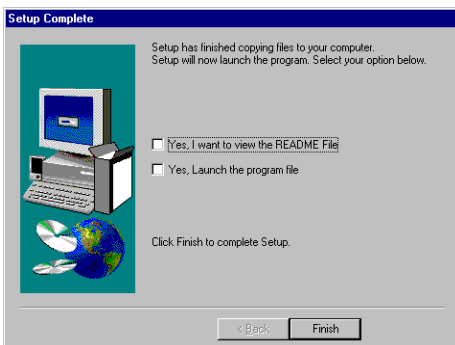 Setup Complete
Setup has finished copying files to your computer.
Setup will now launch the program. Select your option below.
Yes, I want to view the README File
Yes, Launch the program file
Click Finish to complete Setup.
< Back
Finish